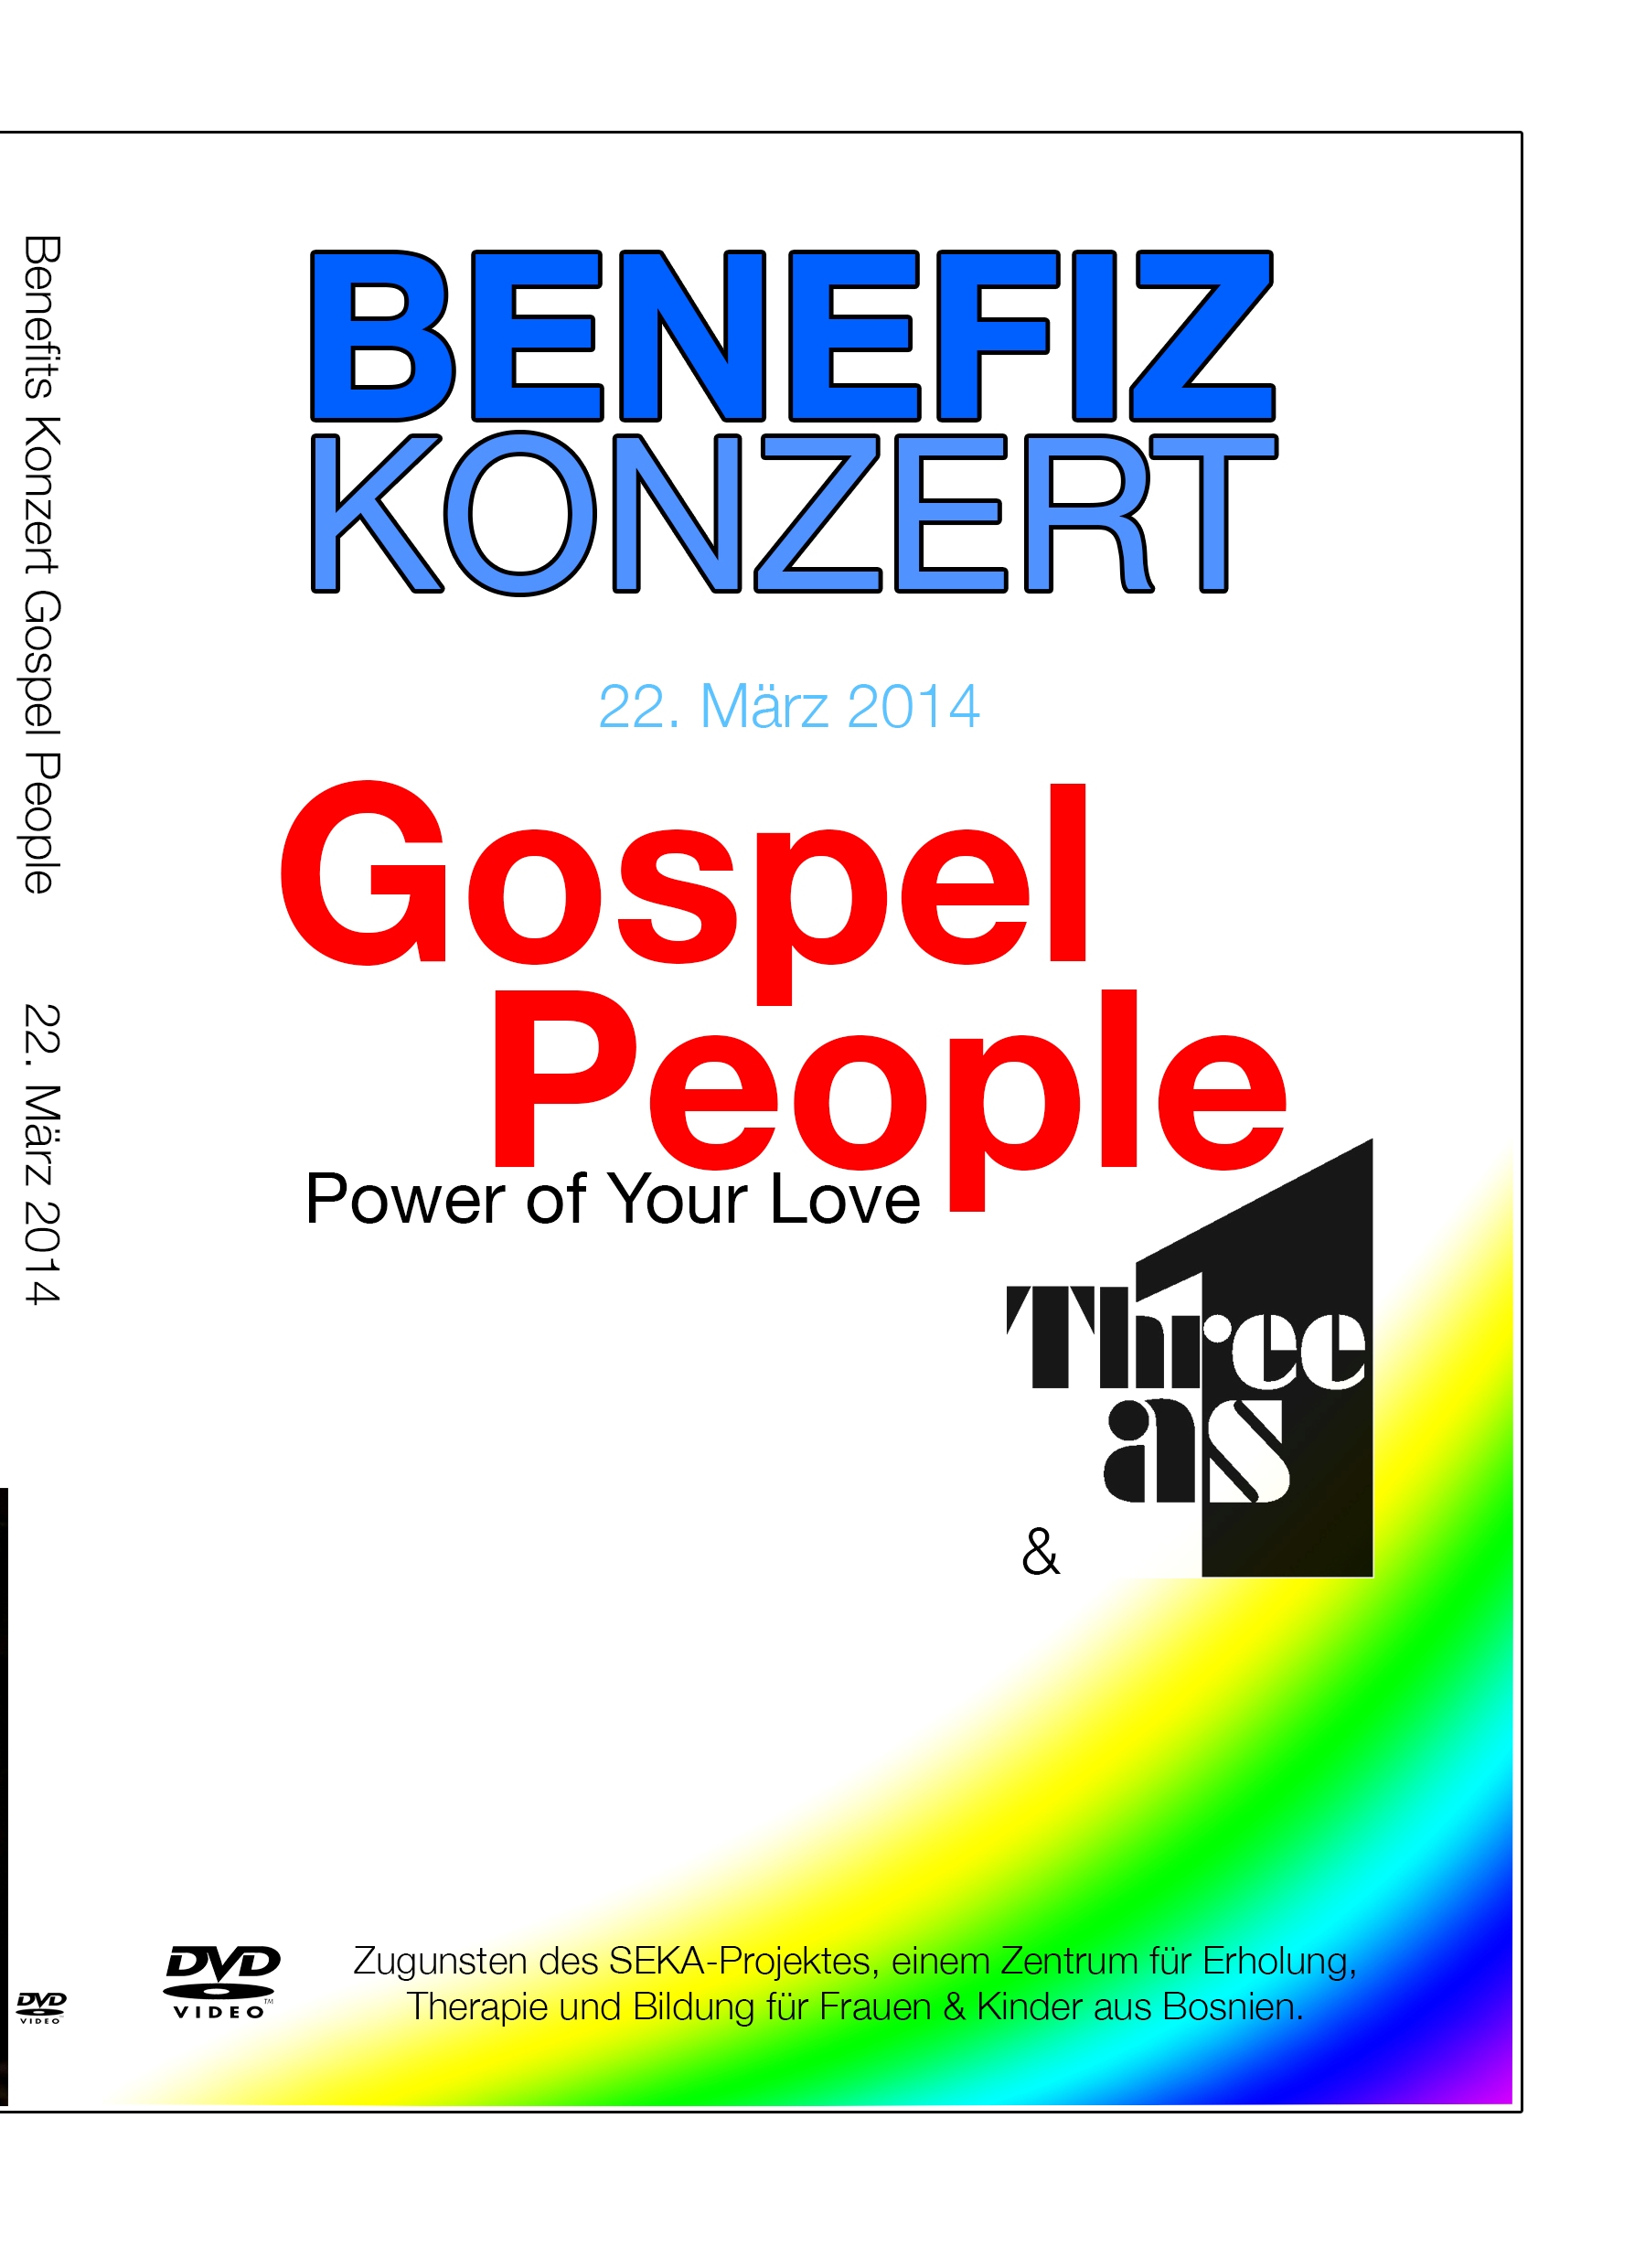 Benefits Konzert Gospel People 22. März 2014
BENEFIZ
KONZERT
22. März 2014
Gospel
People
Power of Your Love
Three
as
1
&
DVD
VIDEO
TM
DVD
VIDEO
Zugunsten des SEKA-Projektes, einem Zentrum für Erholung,
Therapie und Bildung für Frauen & Kinder aus Bosnien.